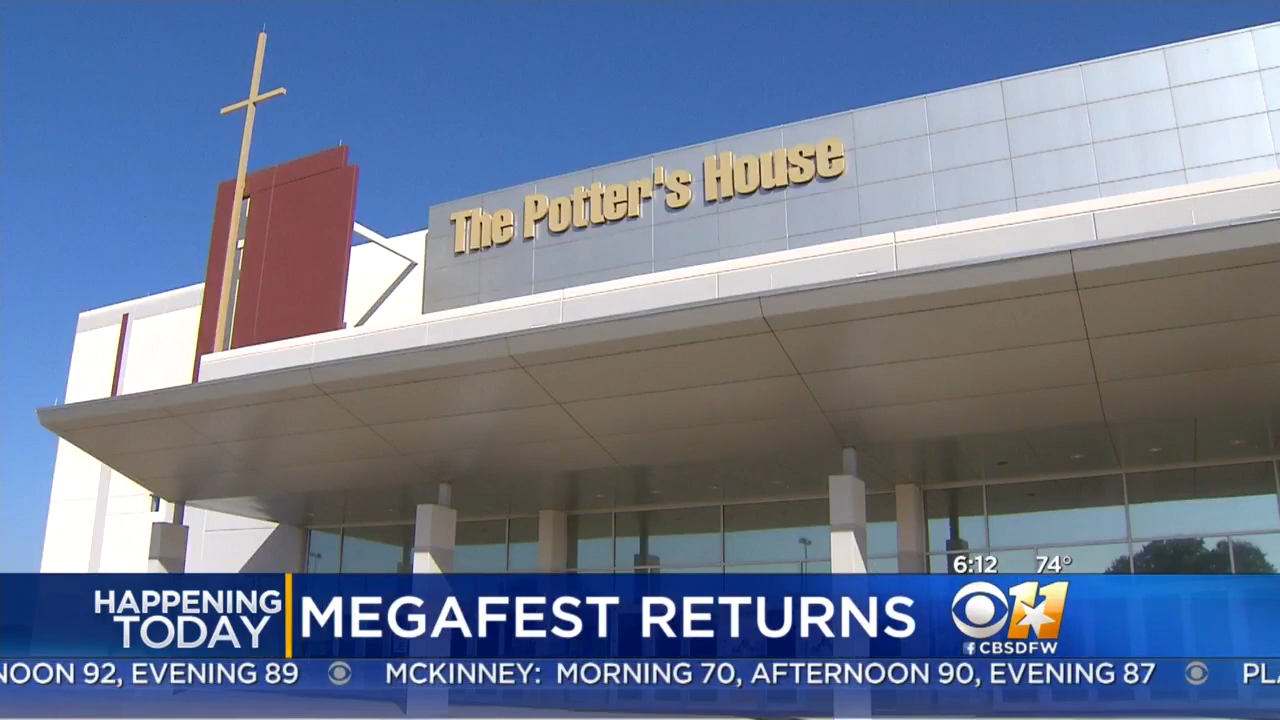 The Potter's House
6:12 74°
HAPPENING
TODAY
MEGAFEST RETURNS
11
CBSDFW
NOON 92, EVENING 89 MCKINNEY: MORNING 70, AFTERNOON 90, EVENING 87